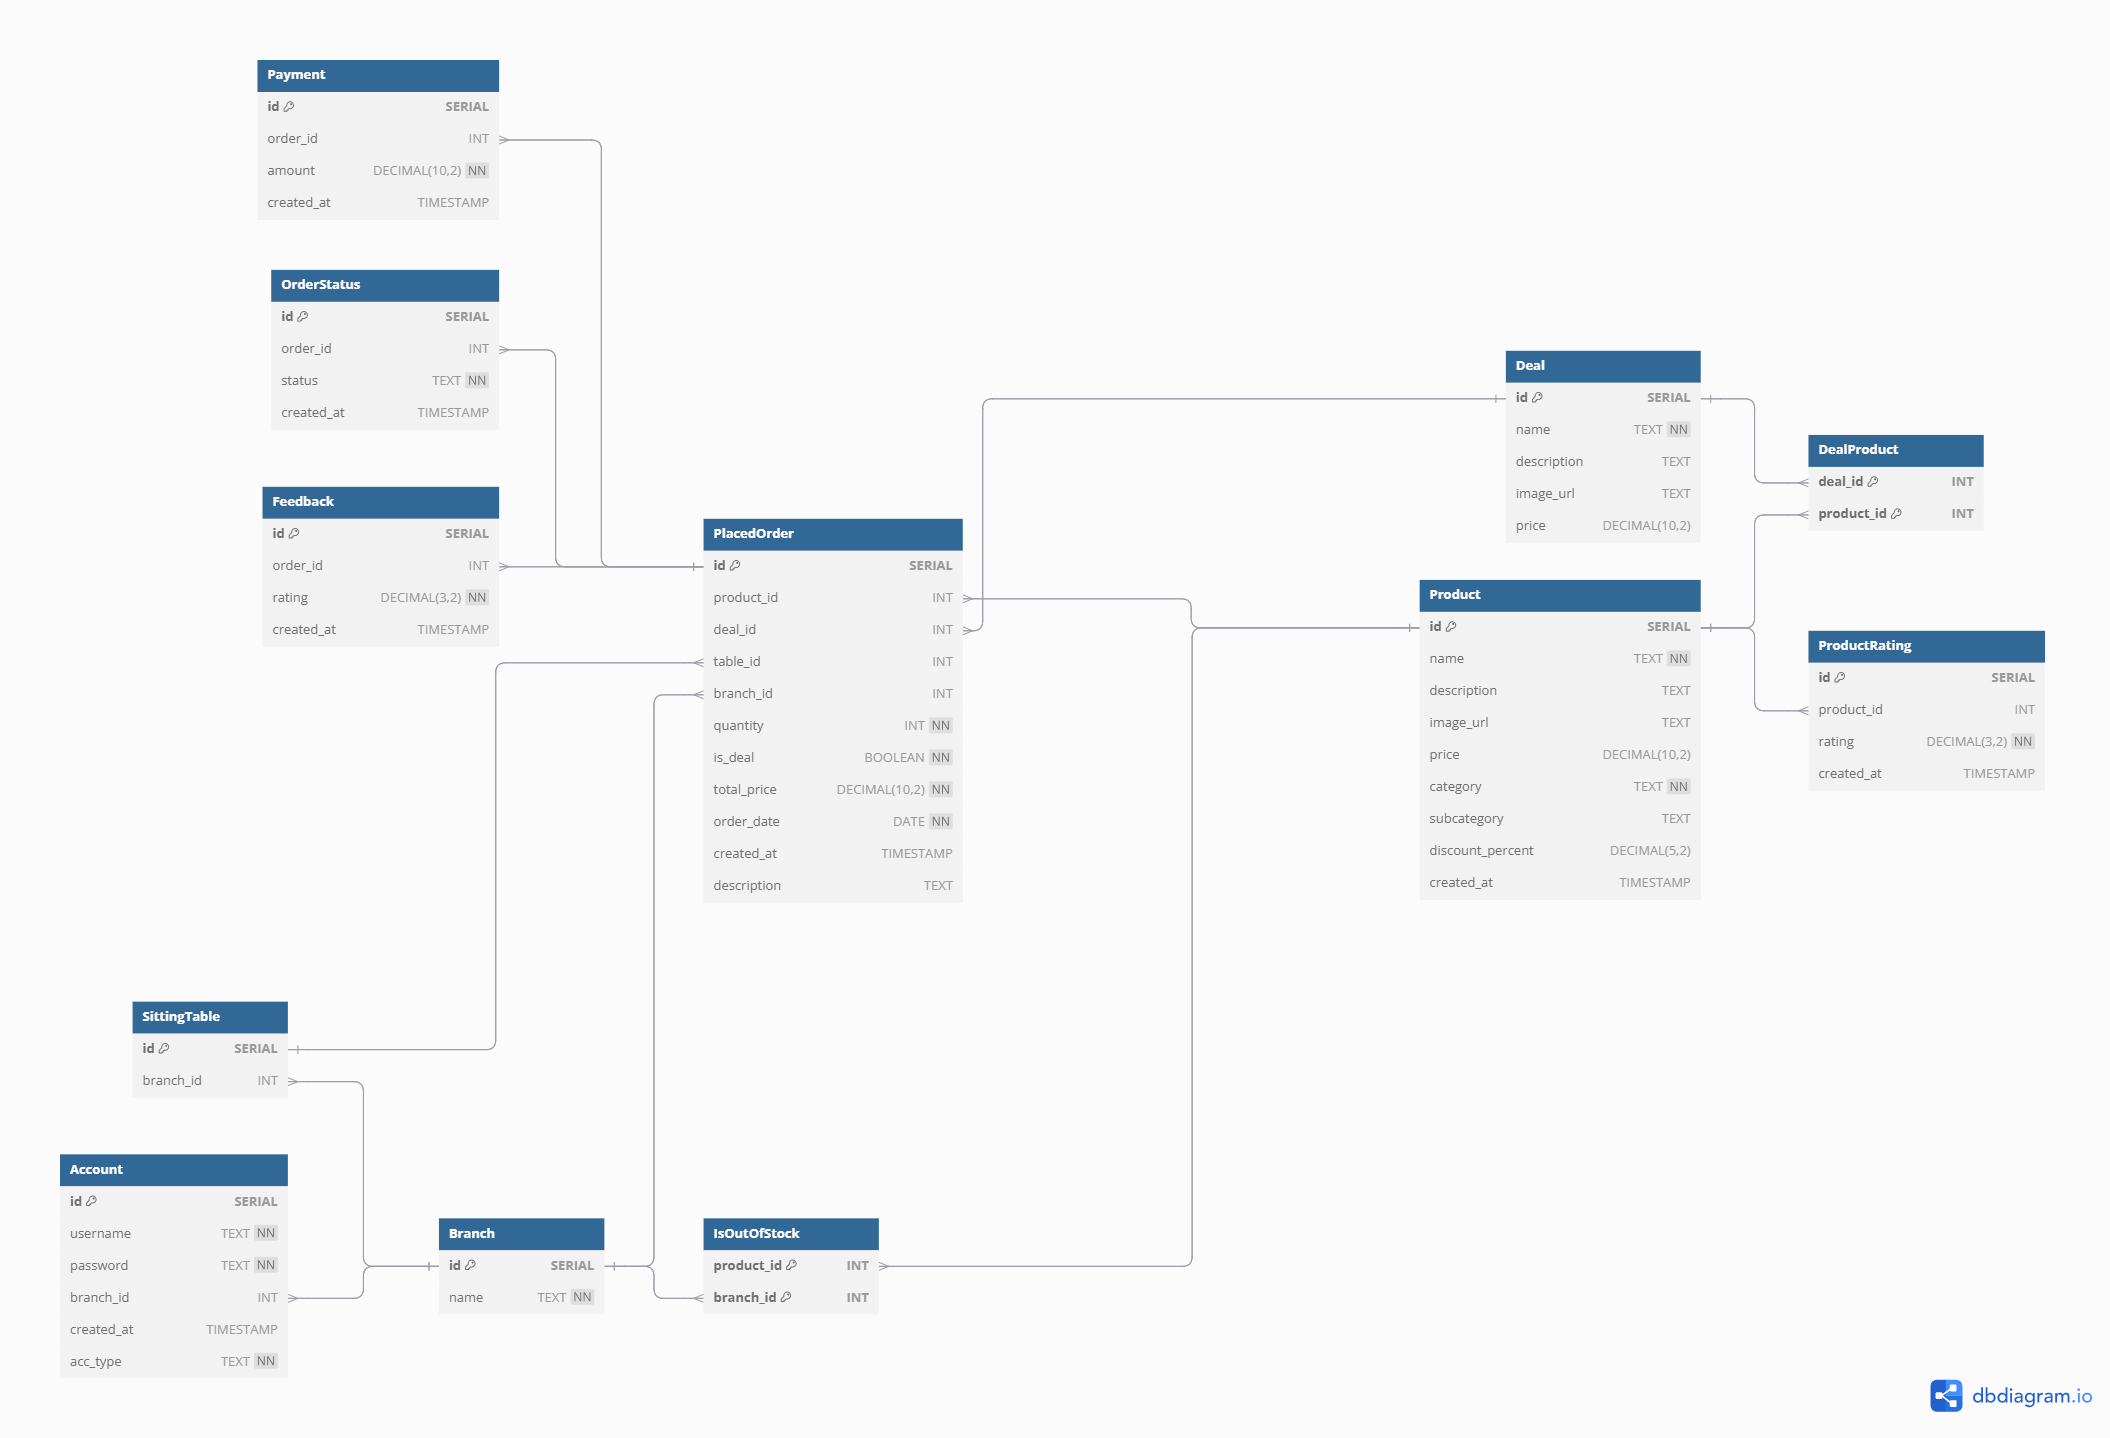 Payment
id SERIAL
order_id INT
amount DECIMAL(10,2) NN
created_at TIMESTAMP
OrderStatus
id SERIAL
order_id INT
status TEXT NN
created_at TIMESTAMP
Feedback
id SERIAL
order_id INT
rating DECIMAL(3,2) NN
created_at TIMESTAMP
PlacedOrder
id SERIAL
product_id INT
deal_id INT
table_id INT
branch_id INT
quantity INT NN
is_deal BOOLEAN NN
total_price DECIMAL(10,2) NN
order_date DATE NN
created_at TIMESTAMP
description TEXT
Deal
id SERIAL
name TEXT NN
description TEXT
image_url TEXT
price DECIMAL(10,2)
DealProduct
deal_id INT
product_id INT
Product
id SERIAL
name TEXT NN
description TEXT
image_url TEXT
price DECIMAL(10,2)
category TEXT NN
subcategory TEXT
discount_percent DECIMAL(5,2)
created_at TIMESTAMP
ProductRating
id SERIAL
product_id INT
rating DECIMAL(3,2) NN
created_at TIMESTAMP
SittingTable
id SERIAL
branch_id INT
Account
id SERIAL
username TEXT NN
password TEXT NN
branch_id INT
created_at TIMESTAMP
acc_type TEXT NN
Branch
id SERIAL
name TEXT NN
IsOutOfStock
product_id INT
branch_id INT
dbdiagram.io